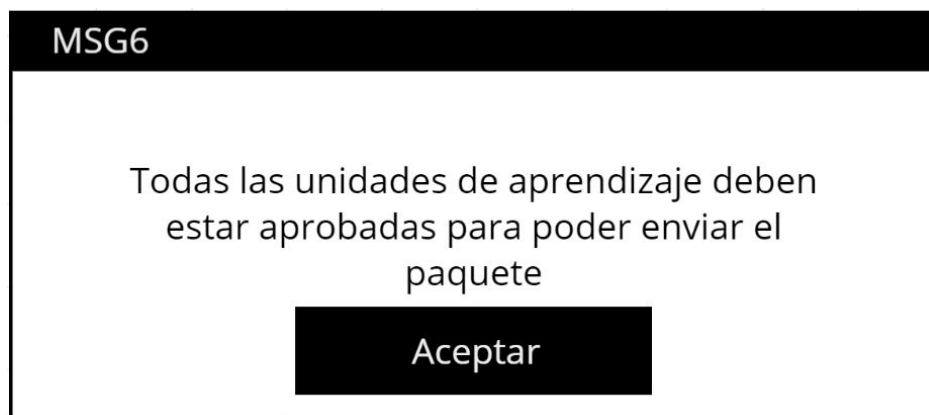 MSG6
Todas las unidades de aprendizaje deben
estar aprobadas para poder enviar el
paquete
Aceptar